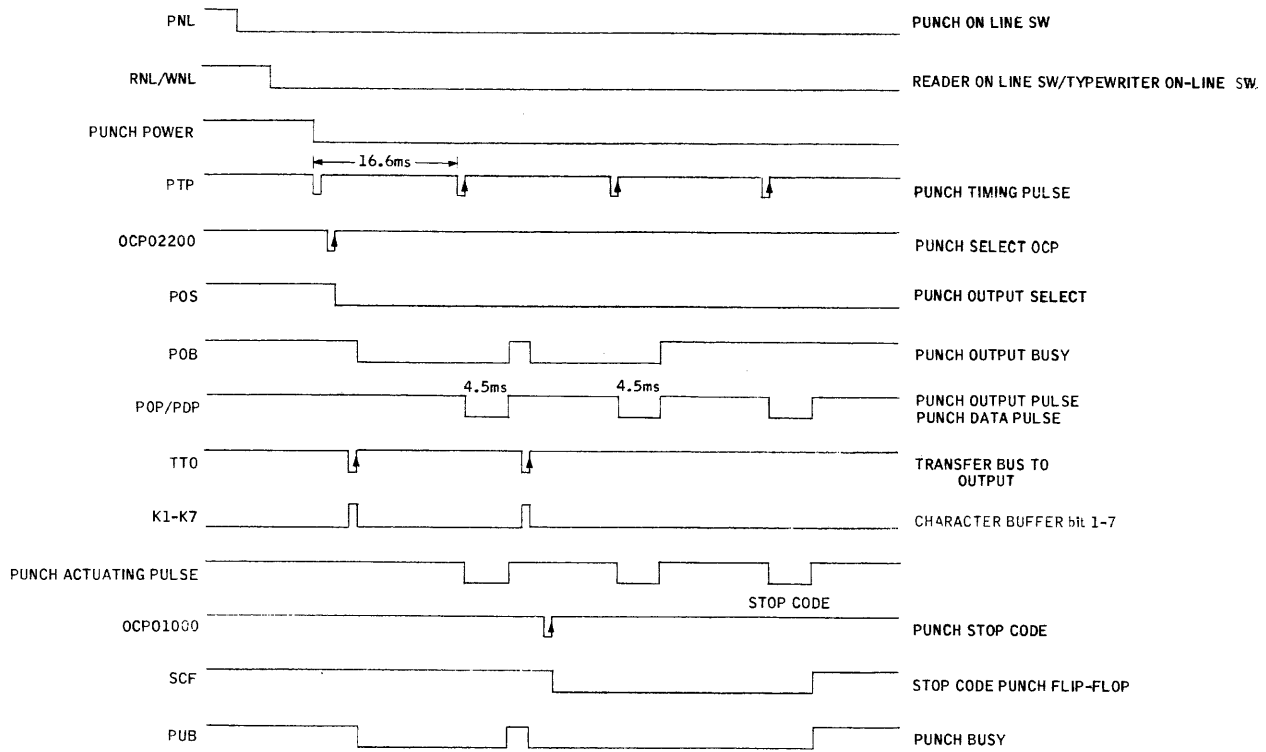 PNL PUNCH ON LINE SW
RNL/WNL READER ON LINE SW/TYPEWRITER ON-LINE SW.
PUNCH POWER
16.6ms
PTP PUNCH TIMING PULSE
OCP02200 PUNCH SELECT OCP
POS PUNCH OUTPUT SELECT
POB PUNCH OUTPUT BUSY
4.5ms 4.5ms
POP/PDP PUNCH OUTPUT PULSE
PUNCH DATA PULSE
TTO TRANSFER BUS TO
OUTPUT
K1-K7 CHARACTER BUFFER bit 1-7
PUNCH ACTUATING PULSE
STOP CODE
OCP01000 PUNCH STOP CODE
SCF STOP CODE PUNCH FLIP-FLOP
PUB PUNCH BUSY